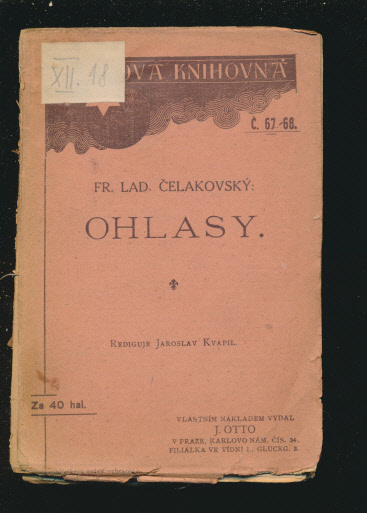 XII. 18
OVÁ KNIHOVNA
Č. 67-68.
FR. LAD. ČELAKOVSKÝ:
OHLASY.
REDIGUJE JAROSLAV KVAPIL.
Za 40 hal.
VLASTNÍM NÁKLADEM VYDAL
J. OTTO
V PRAZE, KARLOVO NÁM. ČÍS. 34.
FILIÁLKA VE VÍDNI I., GLUCKG. 3.